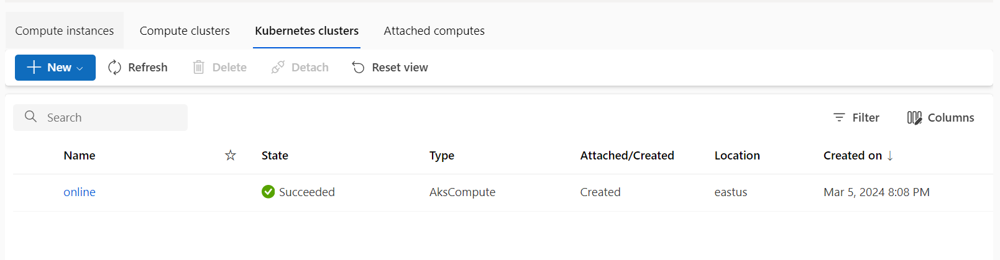 Compute instances Compute clusters Kubernetes clusters Attached computes
New Refresh Delete Detach Reset view
Search Filter Columns
Name State Type Attached/Created Location Created on ↓
online Succeeded AksCompute Created eastus Mar 5, 2024 8:08 PM